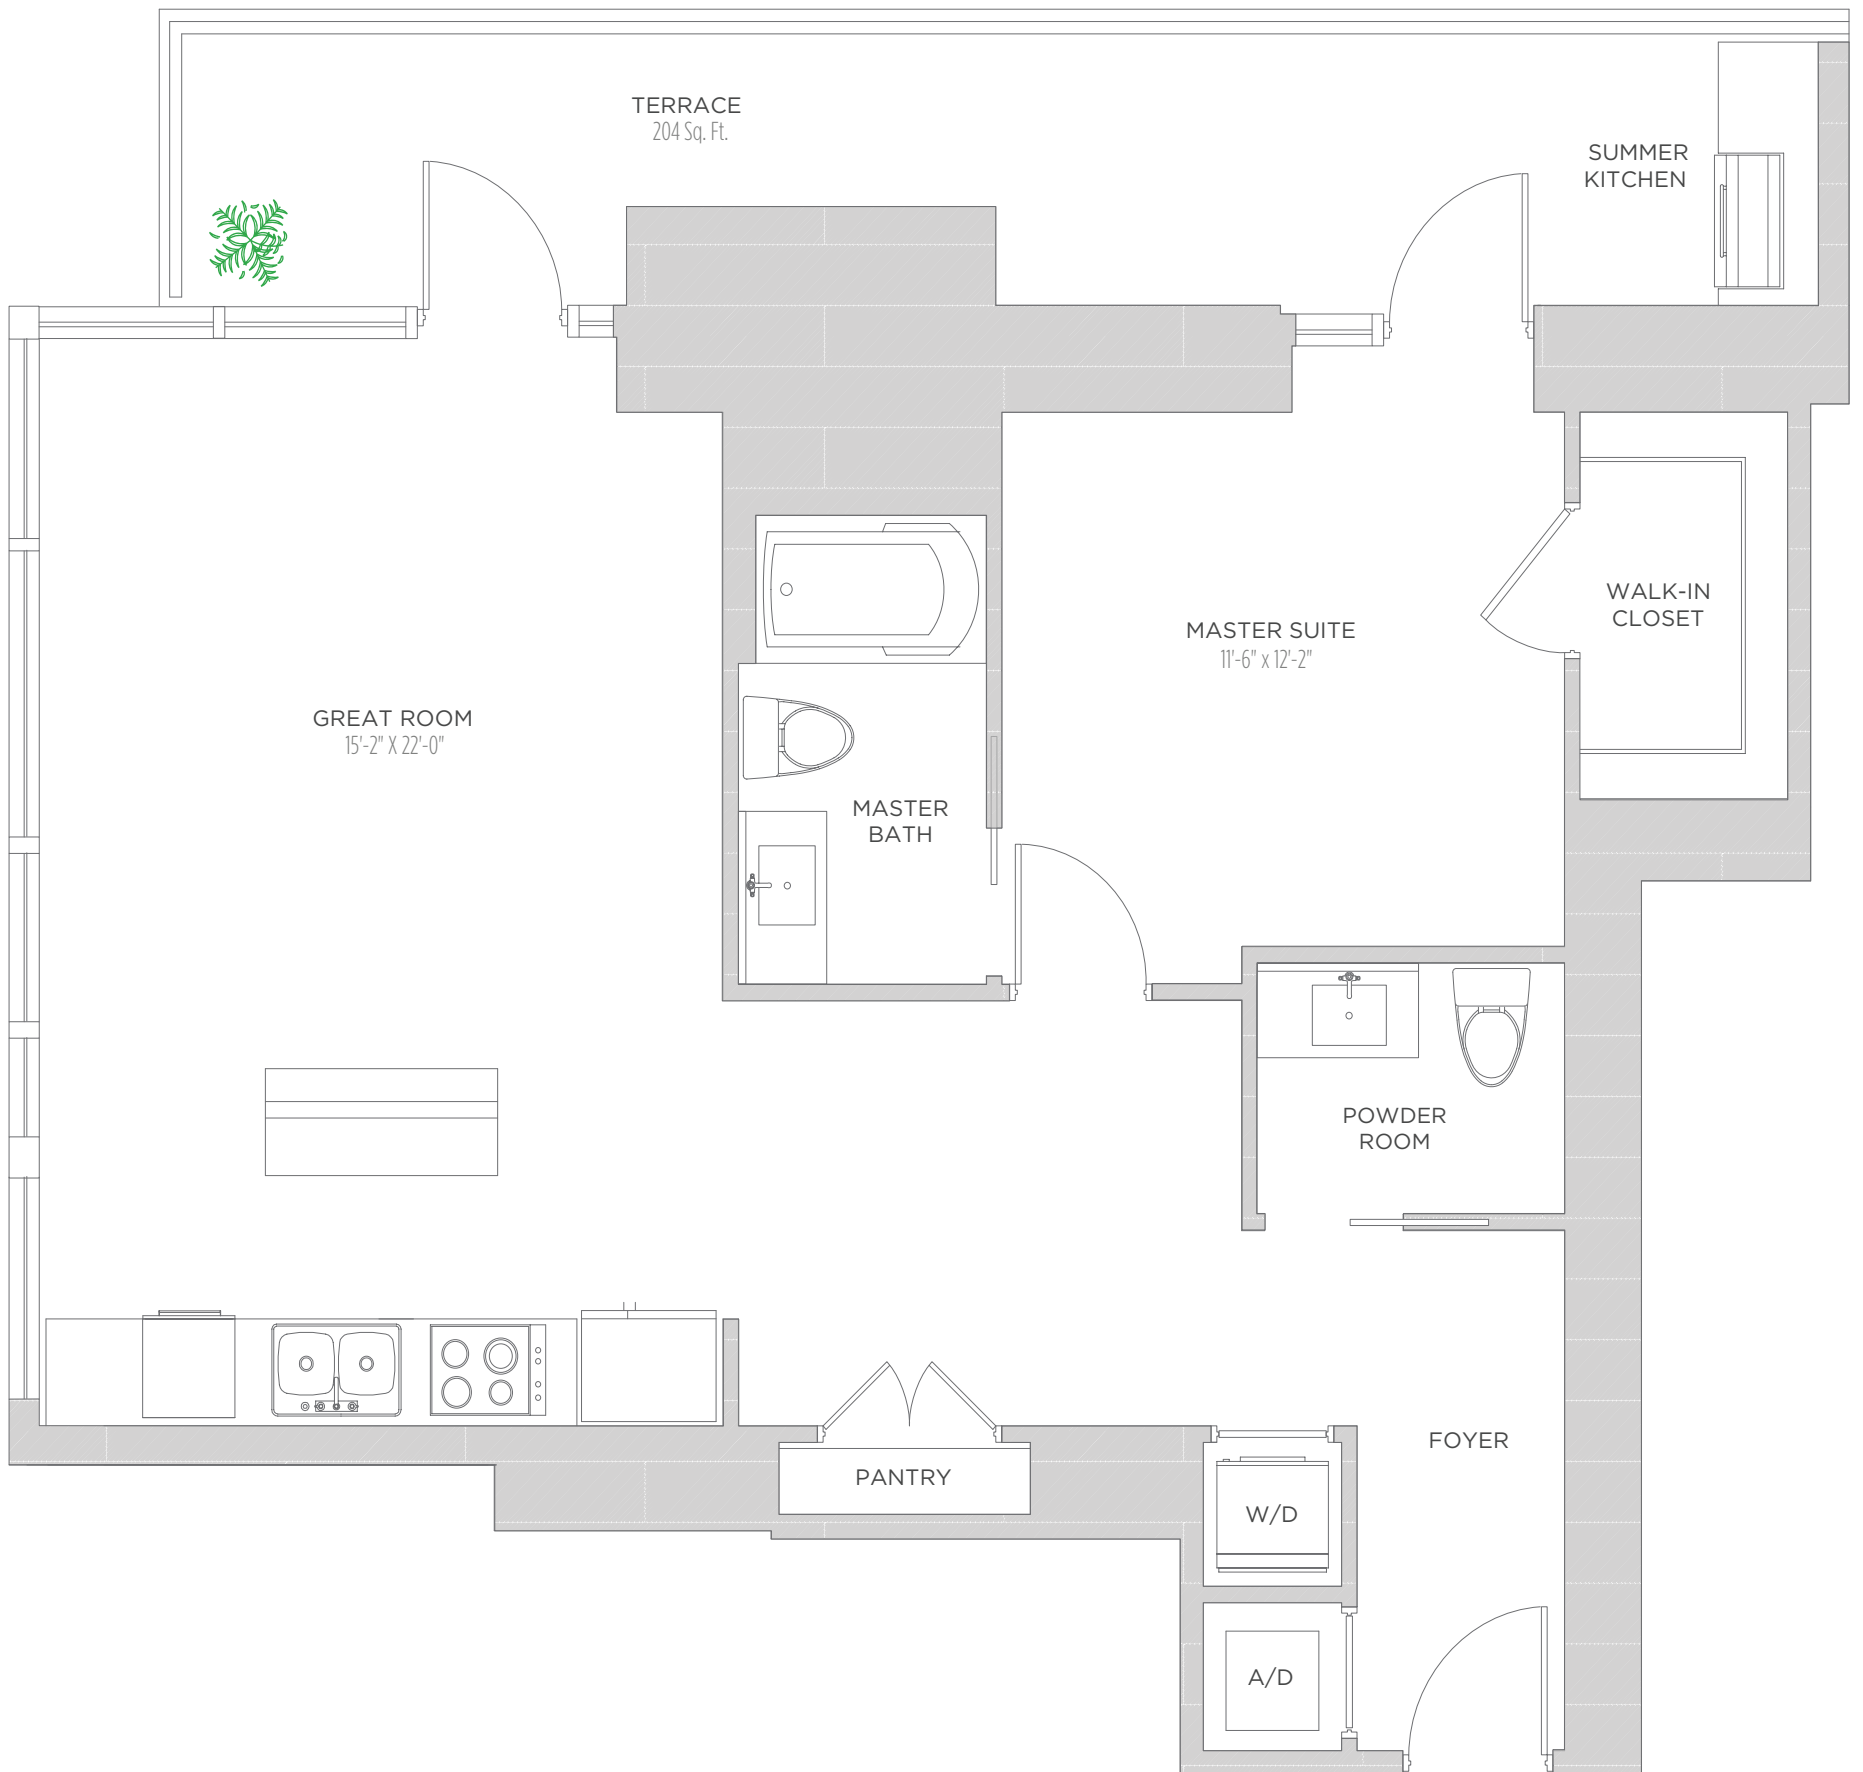 TERRACE
204 Sq. Ft.
SUMMER
KITCHEN
WALK-IN
CLOSET
MASTER SUITE
11'-6" x 12'-2"
GREAT ROOM
15'-2" X 22'-0"
MASTER
BATH
POWDER
ROOM
FOYER
PANTRY
W/D
A/D